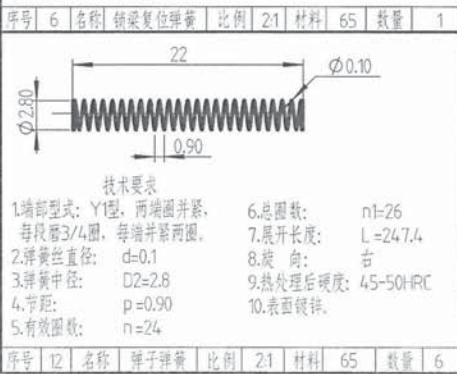 序号 6 名称 锁梁复位弹簧 比例 2:1 材料 65 数量 1
22
Ø0.10
Ø2.80
0.90
技术要求
1.端部型式: Y1型, 两端圈并紧,
每段磨3/4圈, 每端并紧两圈.
2.弹簧丝直径: d=0.1
3.弹簧中径: D2=2.8
4.节距: p=0.90
5.有效圈数: n=24
6.总圈数: n1=26
7.展开长度: L=247.4
8.旋 向: 右
9.热处理后硬度: 45-50HRC
10.表面镀锌.
序号 12 名称 弹子弹簧 比例 2:1 材料 65 数量 6